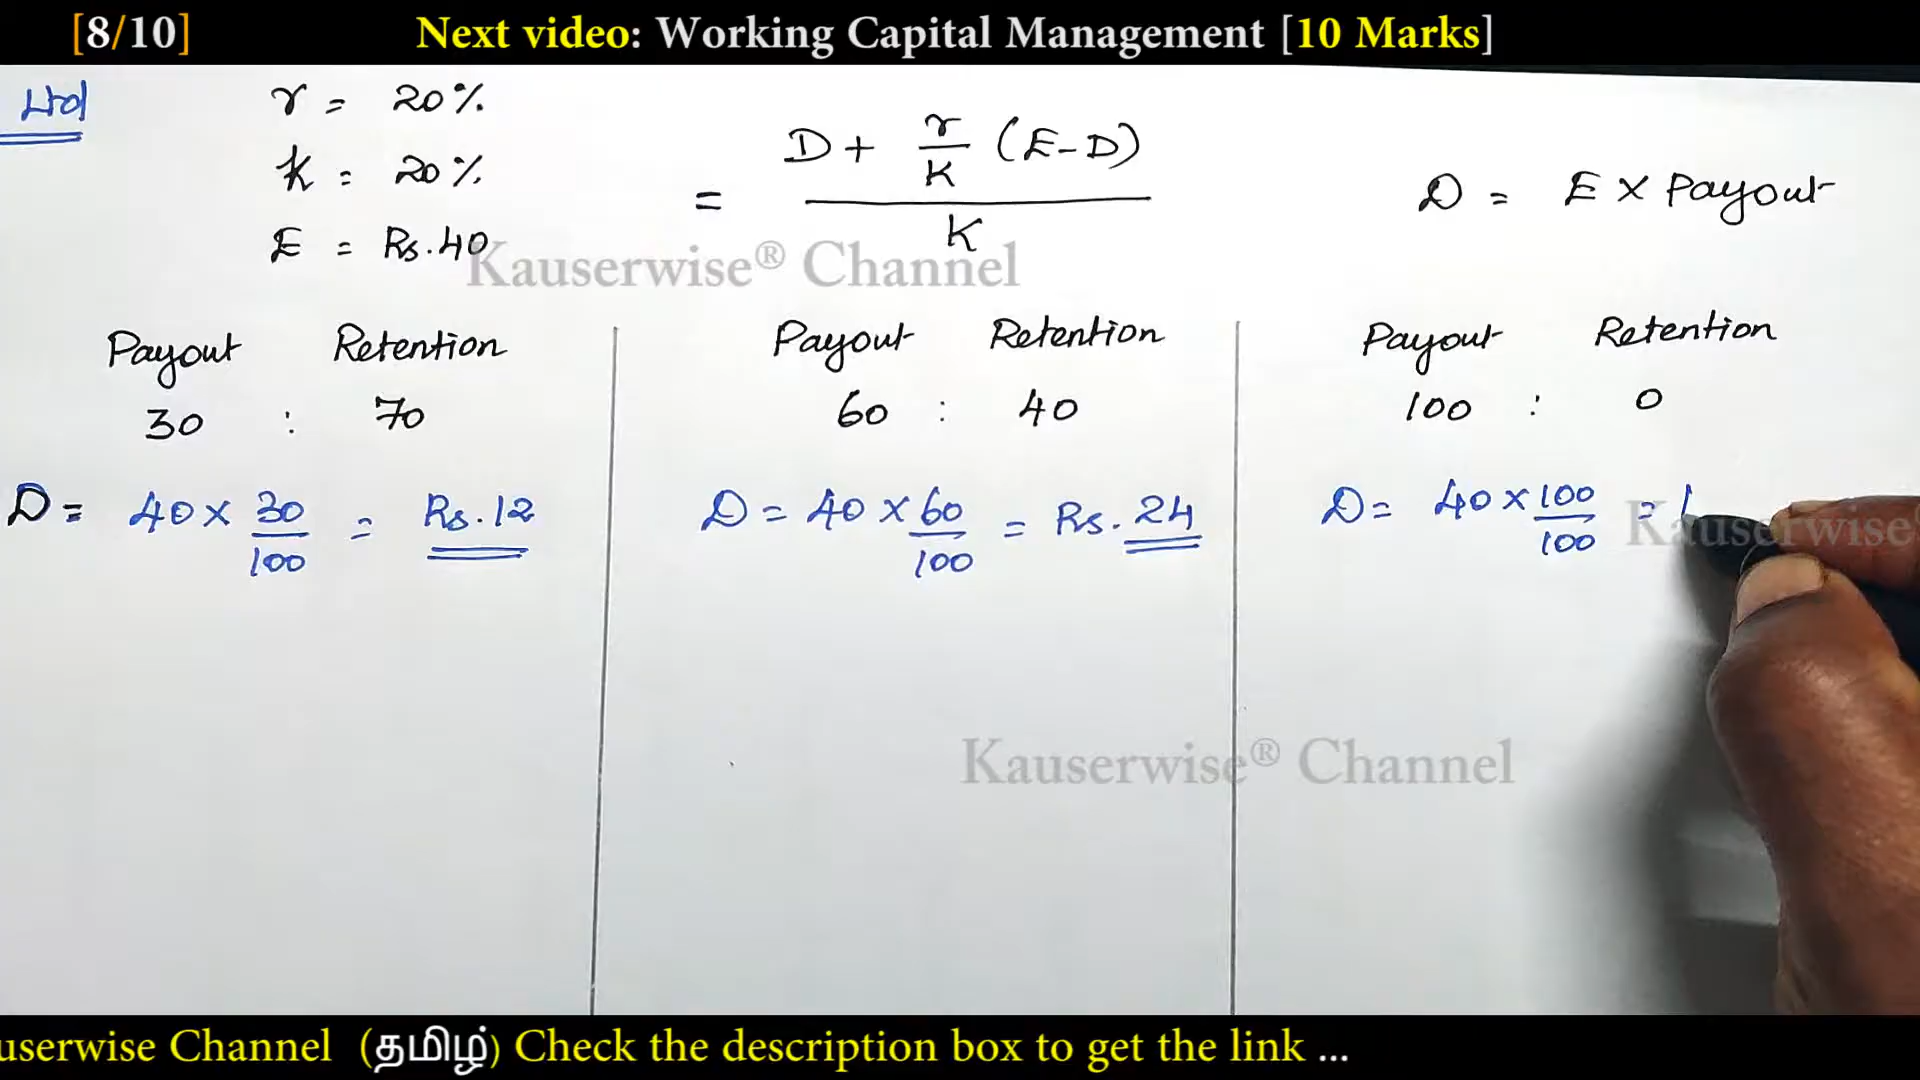 [8/10] Next video: Working Capital Management [10 Marks]
Ltd
r = 20%
k = 20%
E = Rs.40
= D + r/K (E-D)
K
D = E × Payout
Kauserwise® Channel
Payout Retention
30 : 70
D = 40 × 30/100 = Rs.12
Payout Retention
60 : 40
D = 40 × 60/100 = Rs.24
Payout Retention
100 : 0
D = 40 × 100/100 =
Kauserwise
Kauserwise® Channel
userwise Channel (தமிழ்) Check the description box to get the link ...